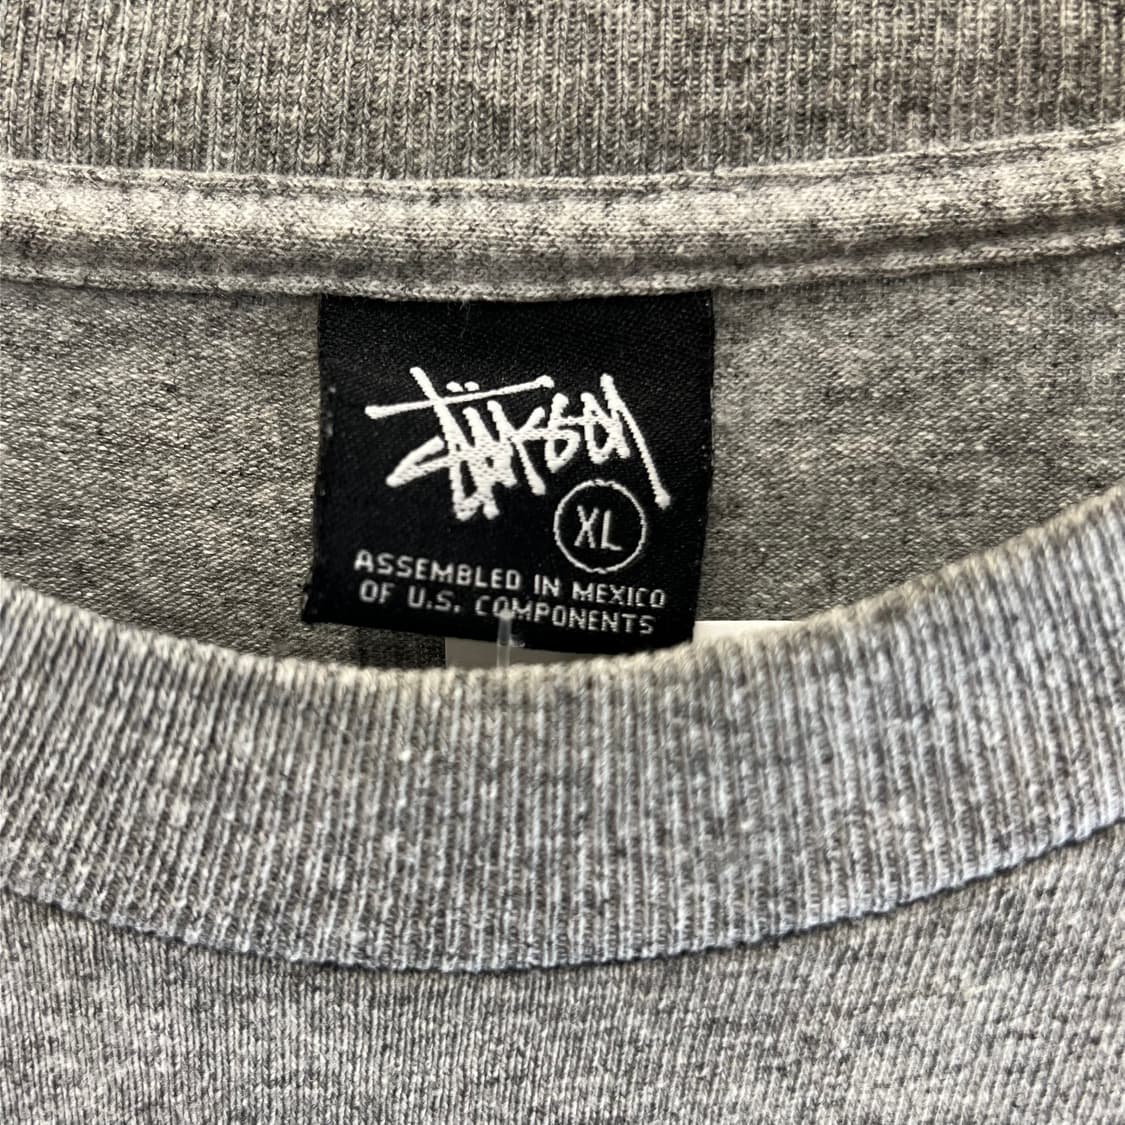 Stüssy
XL
ASSEMBLED IN MEXICO
OF U.S. COMPONENTS